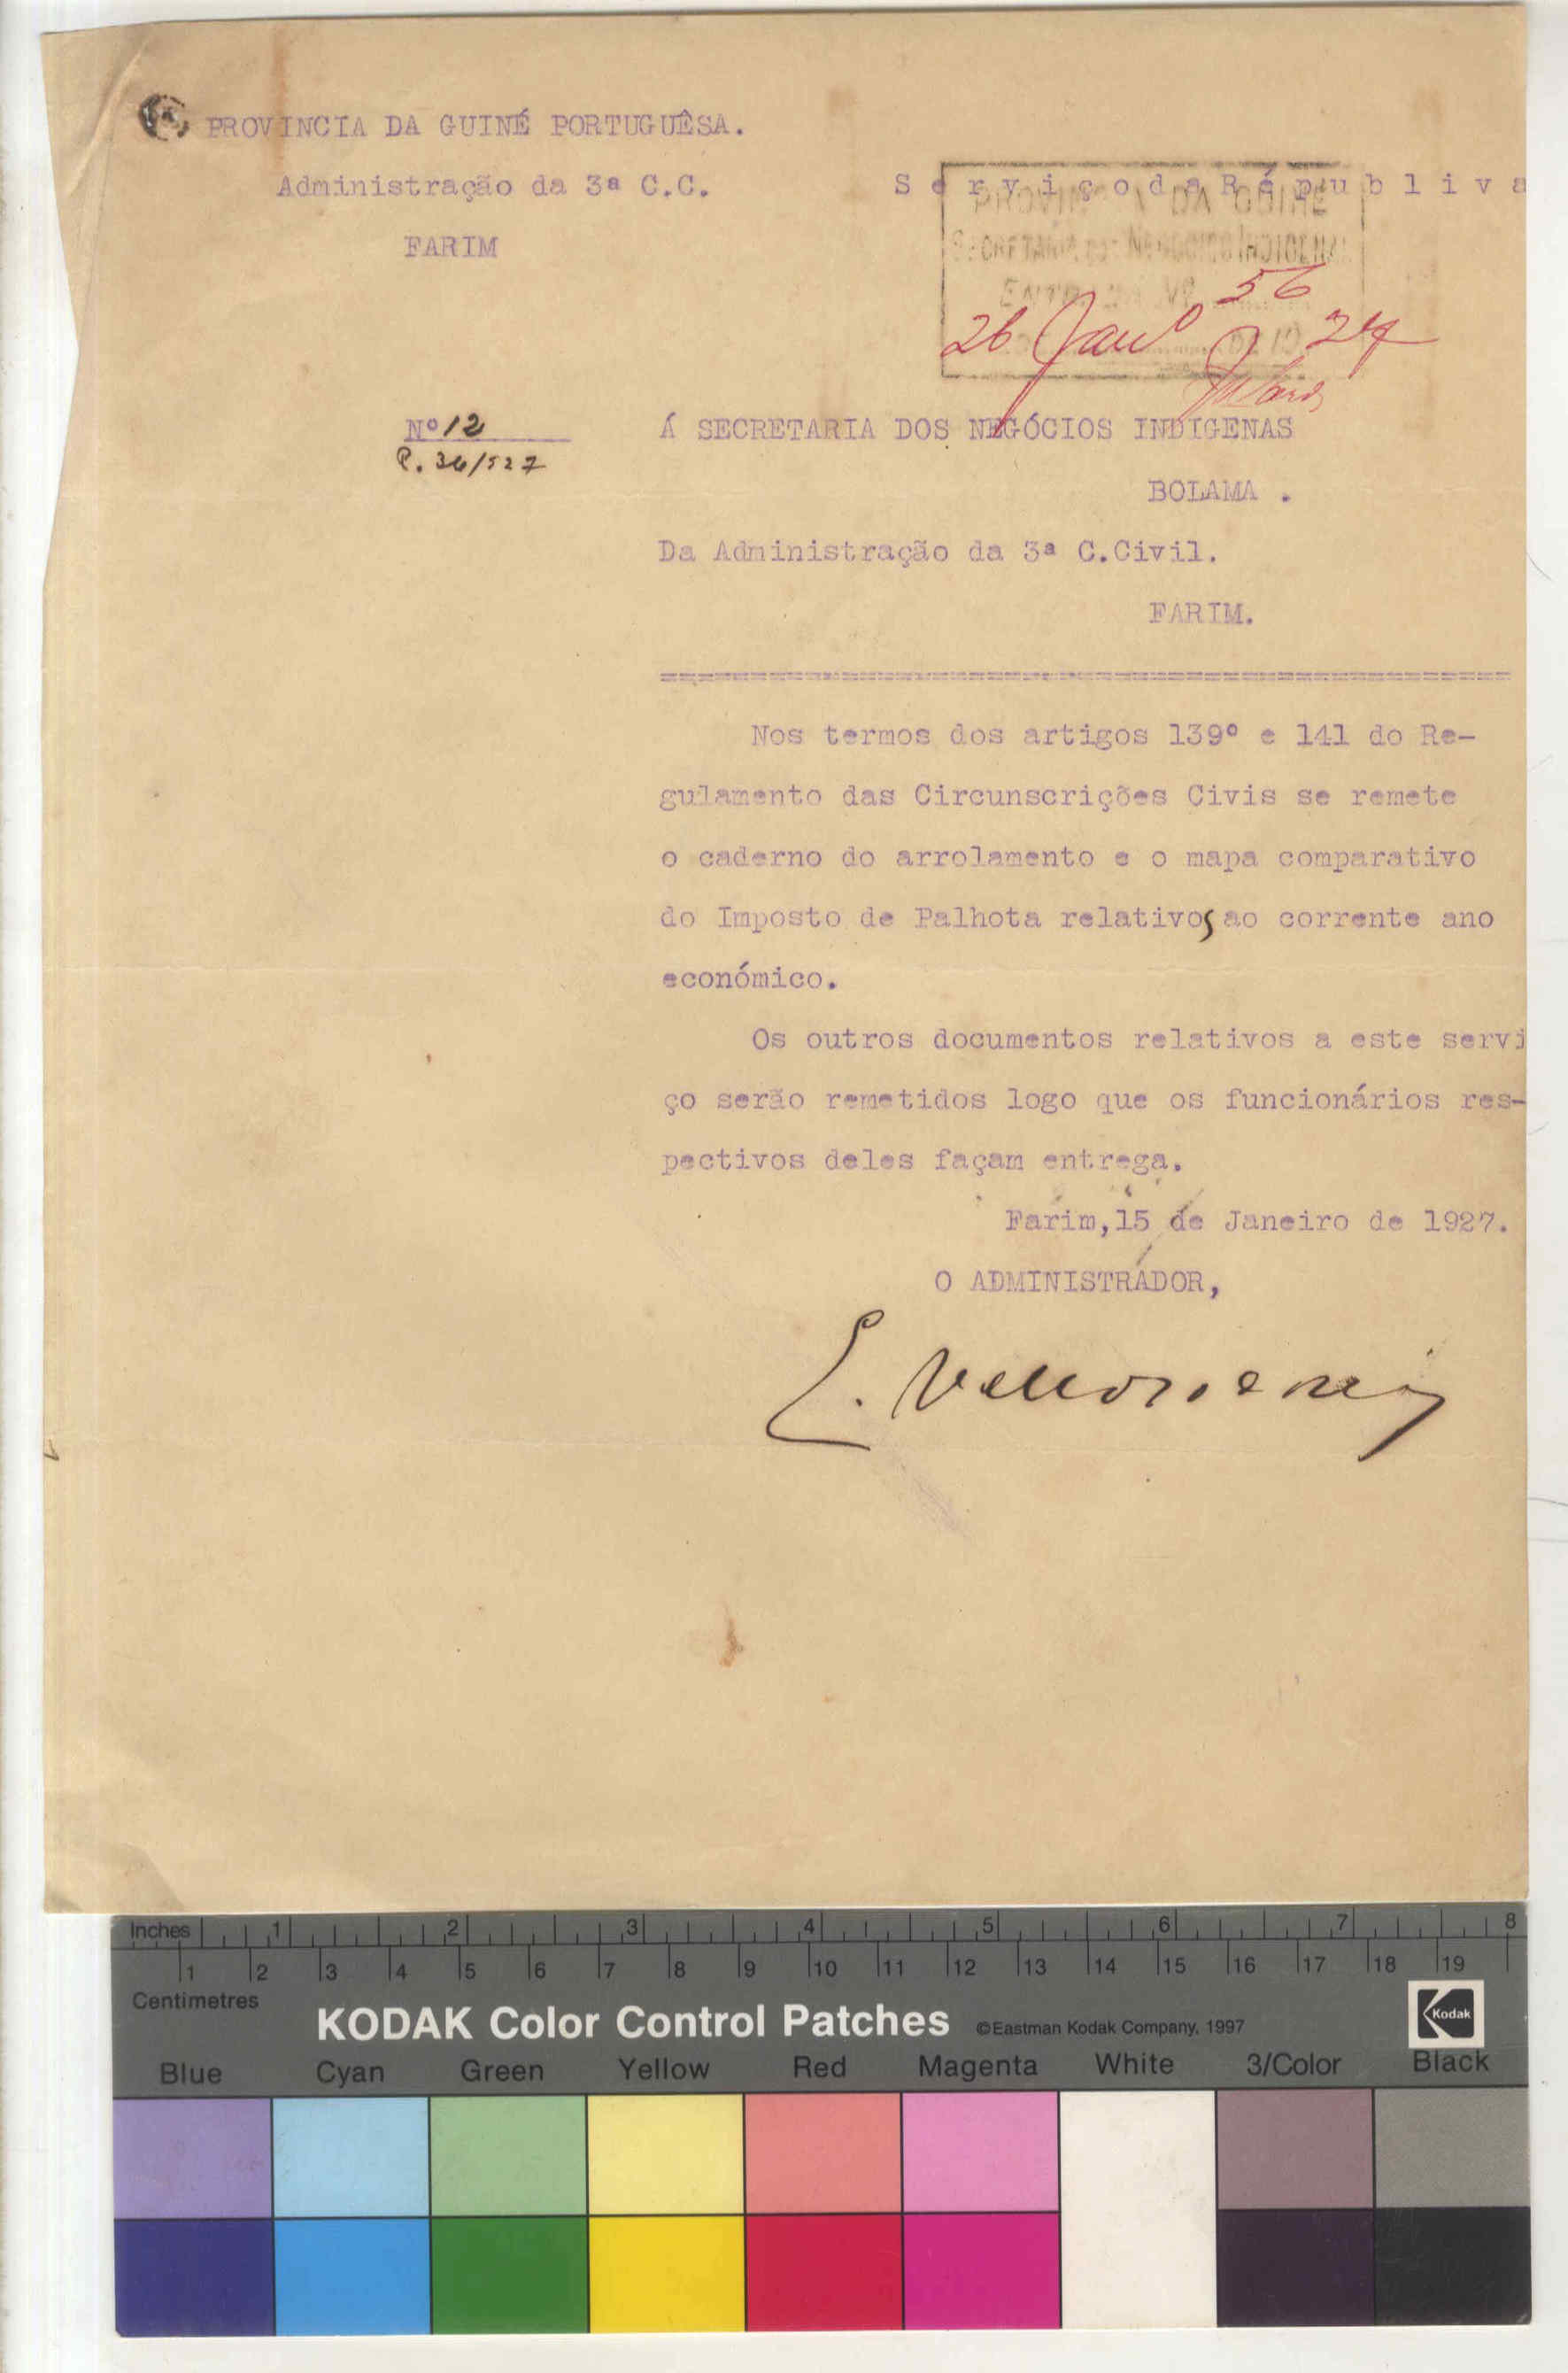 PROVINCIA DA GUINÉ PORTUGUÊSA.
Administração da 3ª C.C.
FARIM
S e r v i ç o d a R é p u b l i v a
PROVINCIA DA GUINÉ
SECRETARIA DOS NEGOCIOS INDIGENAS
ENTRADA Nº 56
26 Janº DE 19 27
Nº 12
P. 36/927
Á SECRETARIA DOS NEGÓCIOS INDIGENAS
BOLAMA .
Da Administração da 3ª C.Civil.
FARIM.
===============================================
Nos termos dos artigos 139º e 141 do Re-
gulamento das Circunscrições Civis se remete
o caderno do arrolamento e o mapa comparativo
do Imposto de Palhota relativos ao corrente ano
económico.
Os outros documentos relativos a este servi
ço serão remetidos logo que os funcionários res-
pectivos deles façam entrega.
Farim,15 de Janeiro de 1927.
O ADMINISTRADOR,
Inches 1 2 3 4 5 6 7 8
1 2 3 4 5 6 7 8 9 10 11 12 13 14 15 16 17 18 19
Centimetres
KODAK Color Control Patches ©Eastman Kodak Company, 1997 Kodak
Blue Cyan Green Yellow Red Magenta White 3/Color Black